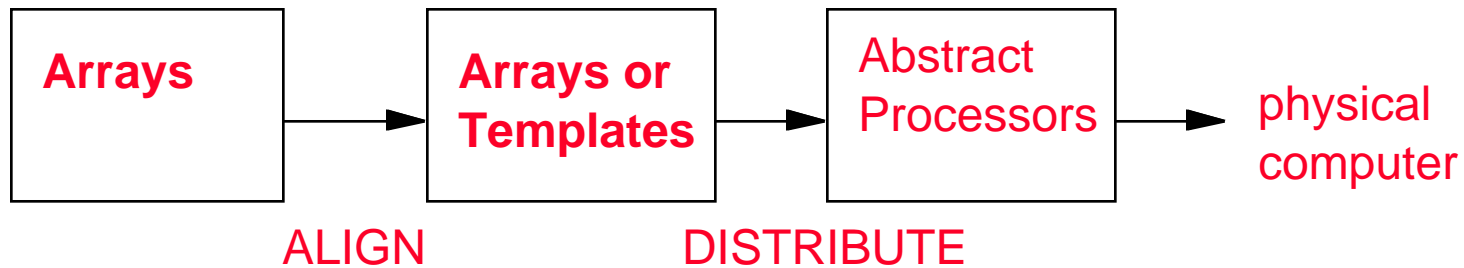 Arrays
Arrays or
Templates
Abstract
Processors
physical
computer
ALIGN
DISTRIBUTE